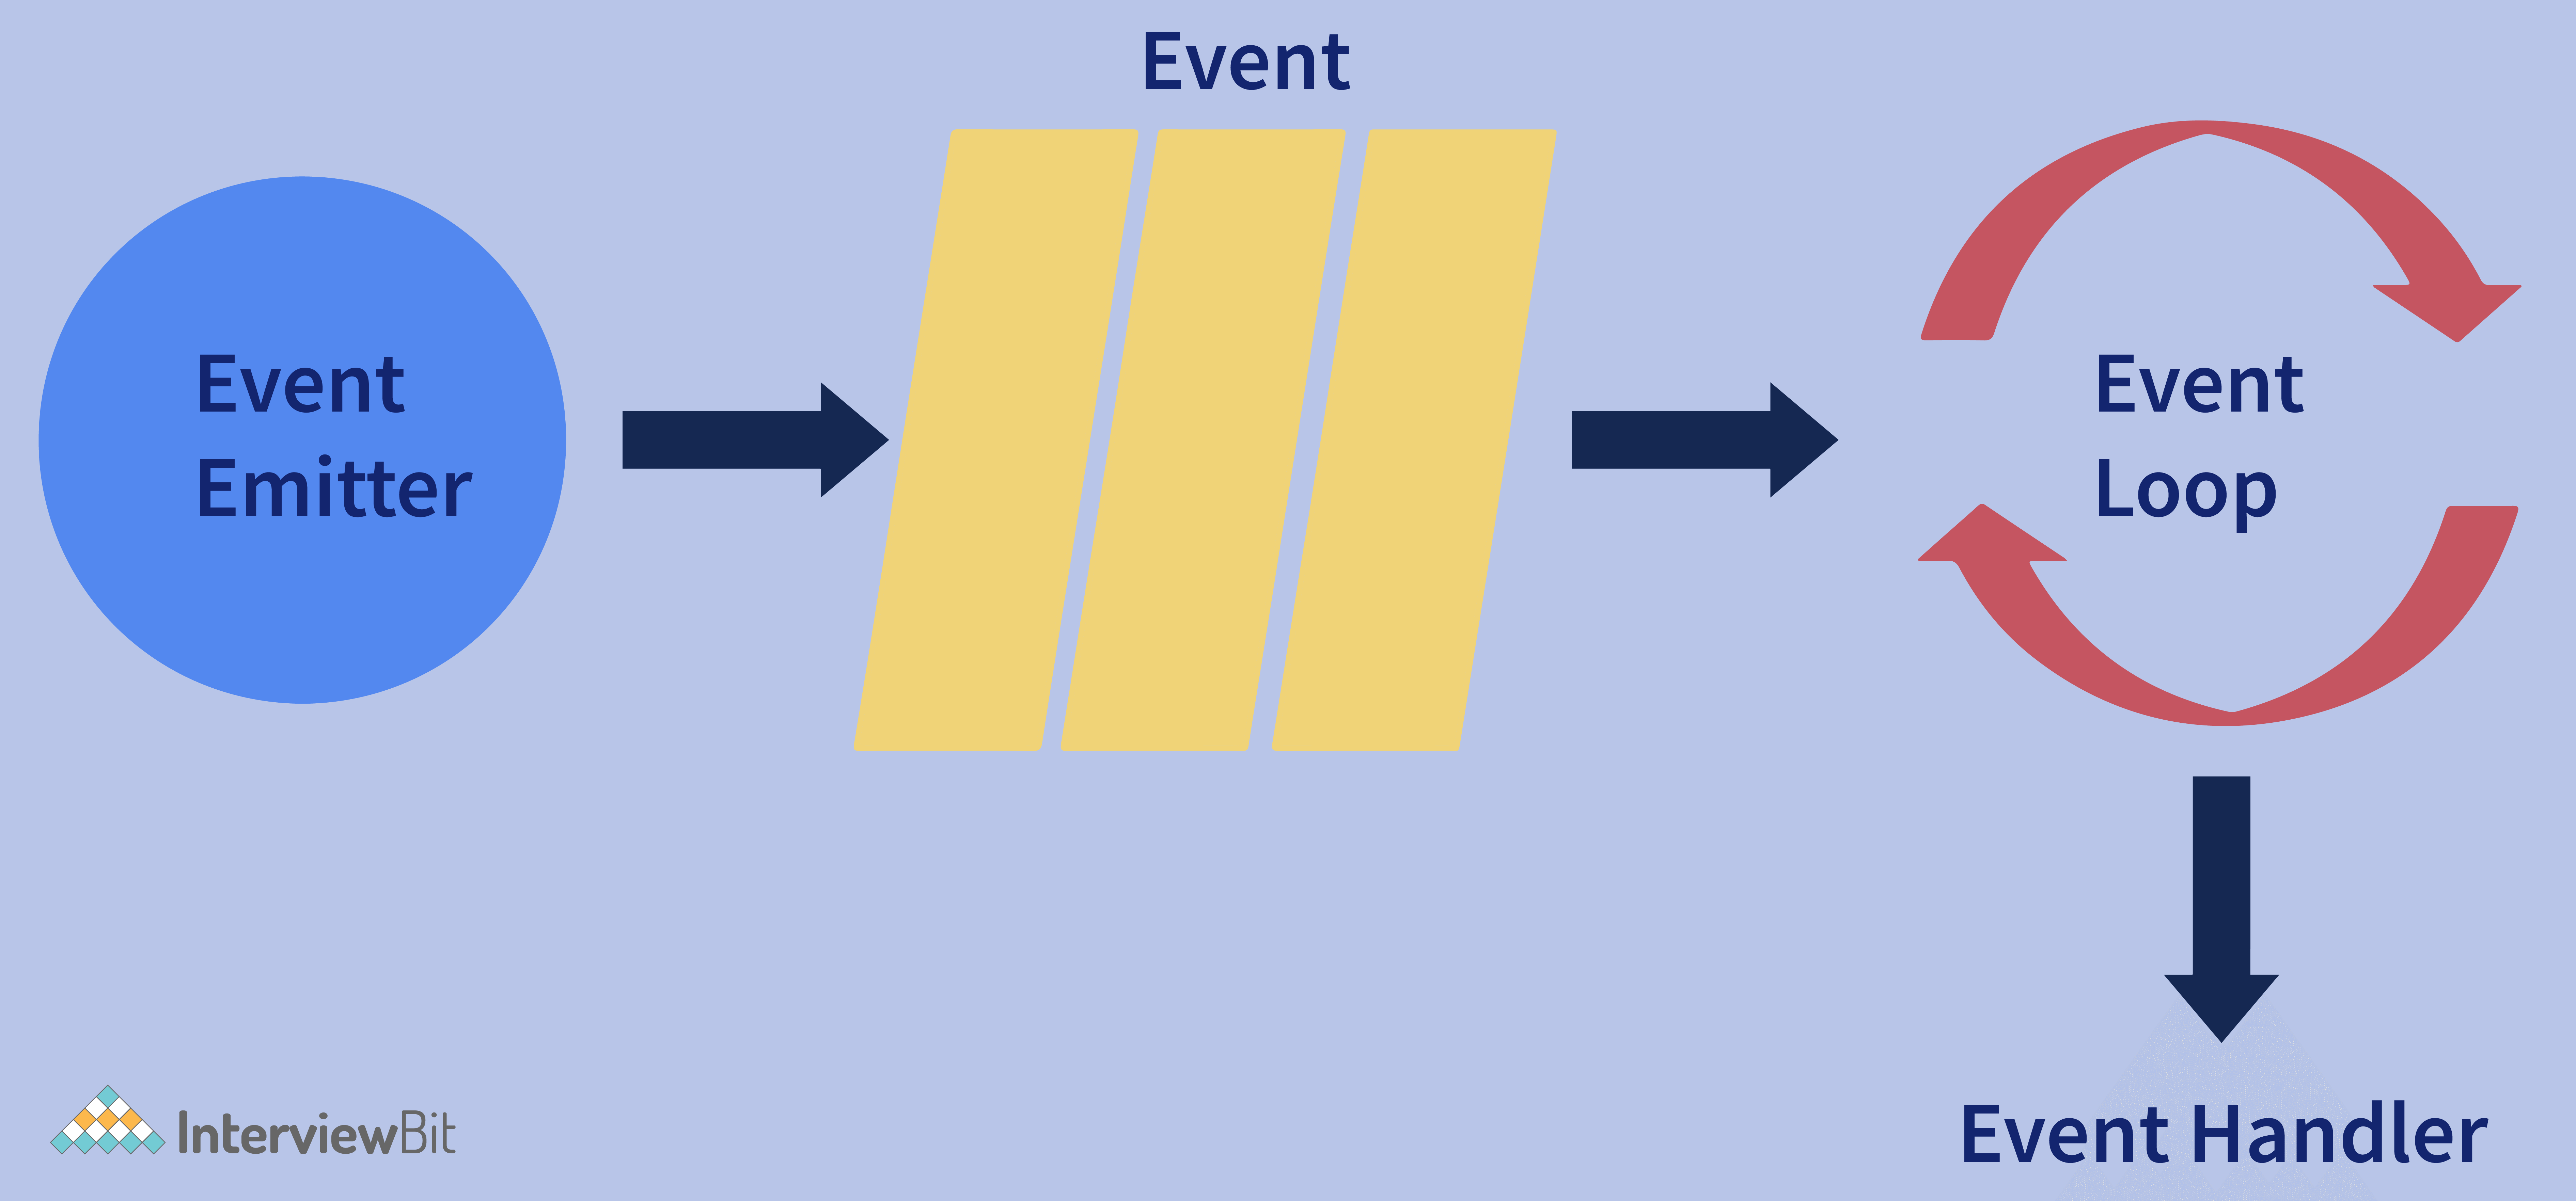 Event
Event
Emitter
Event
Loop
Event Handler
InterviewBit